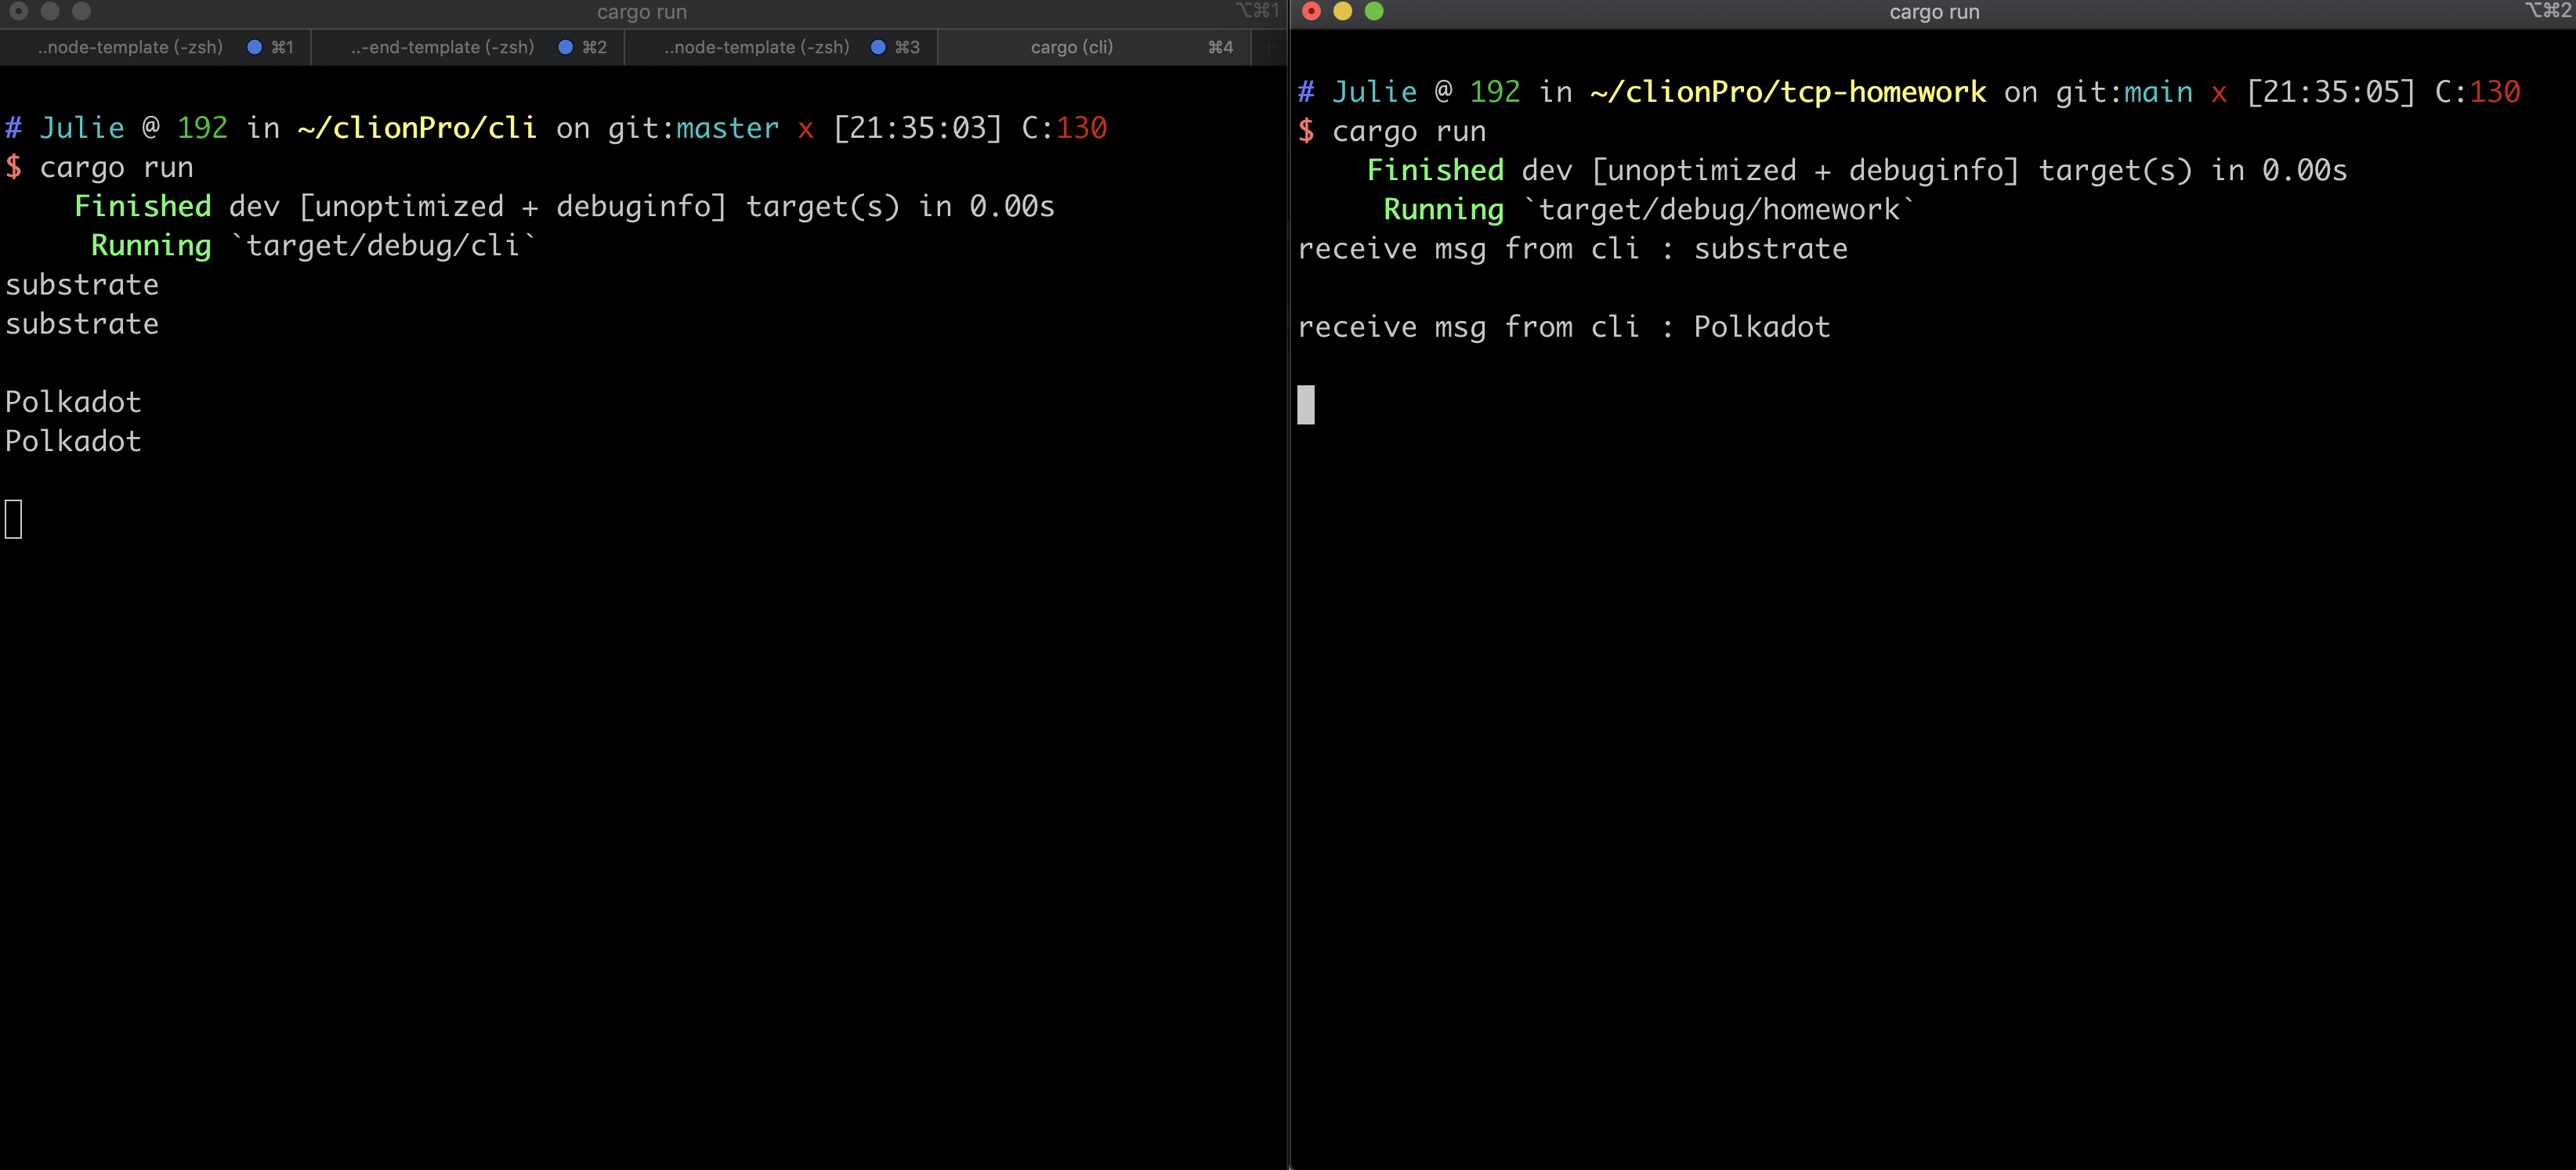 cargo run
⌥⌘1
..node-template (-zsh) ⌘1
..-end-template (-zsh) ⌘2
..node-template (-zsh) ⌘3
cargo (cli) ⌘4
# Julie @ 192 in ~/clionPro/cli on git:master x [21:35:03] C:130
$ cargo run
Finished dev [unoptimized + debuginfo] target(s) in 0.00s
Running `target/debug/cli`
substrate
substrate
Polkadot
Polkadot
cargo run
⌥⌘2
# Julie @ 192 in ~/clionPro/tcp-homework on git:main x [21:35:05] C:130
$ cargo run
Finished dev [unoptimized + debuginfo] target(s) in 0.00s
Running `target/debug/homework`
receive msg from cli : substrate
receive msg from cli : Polkadot